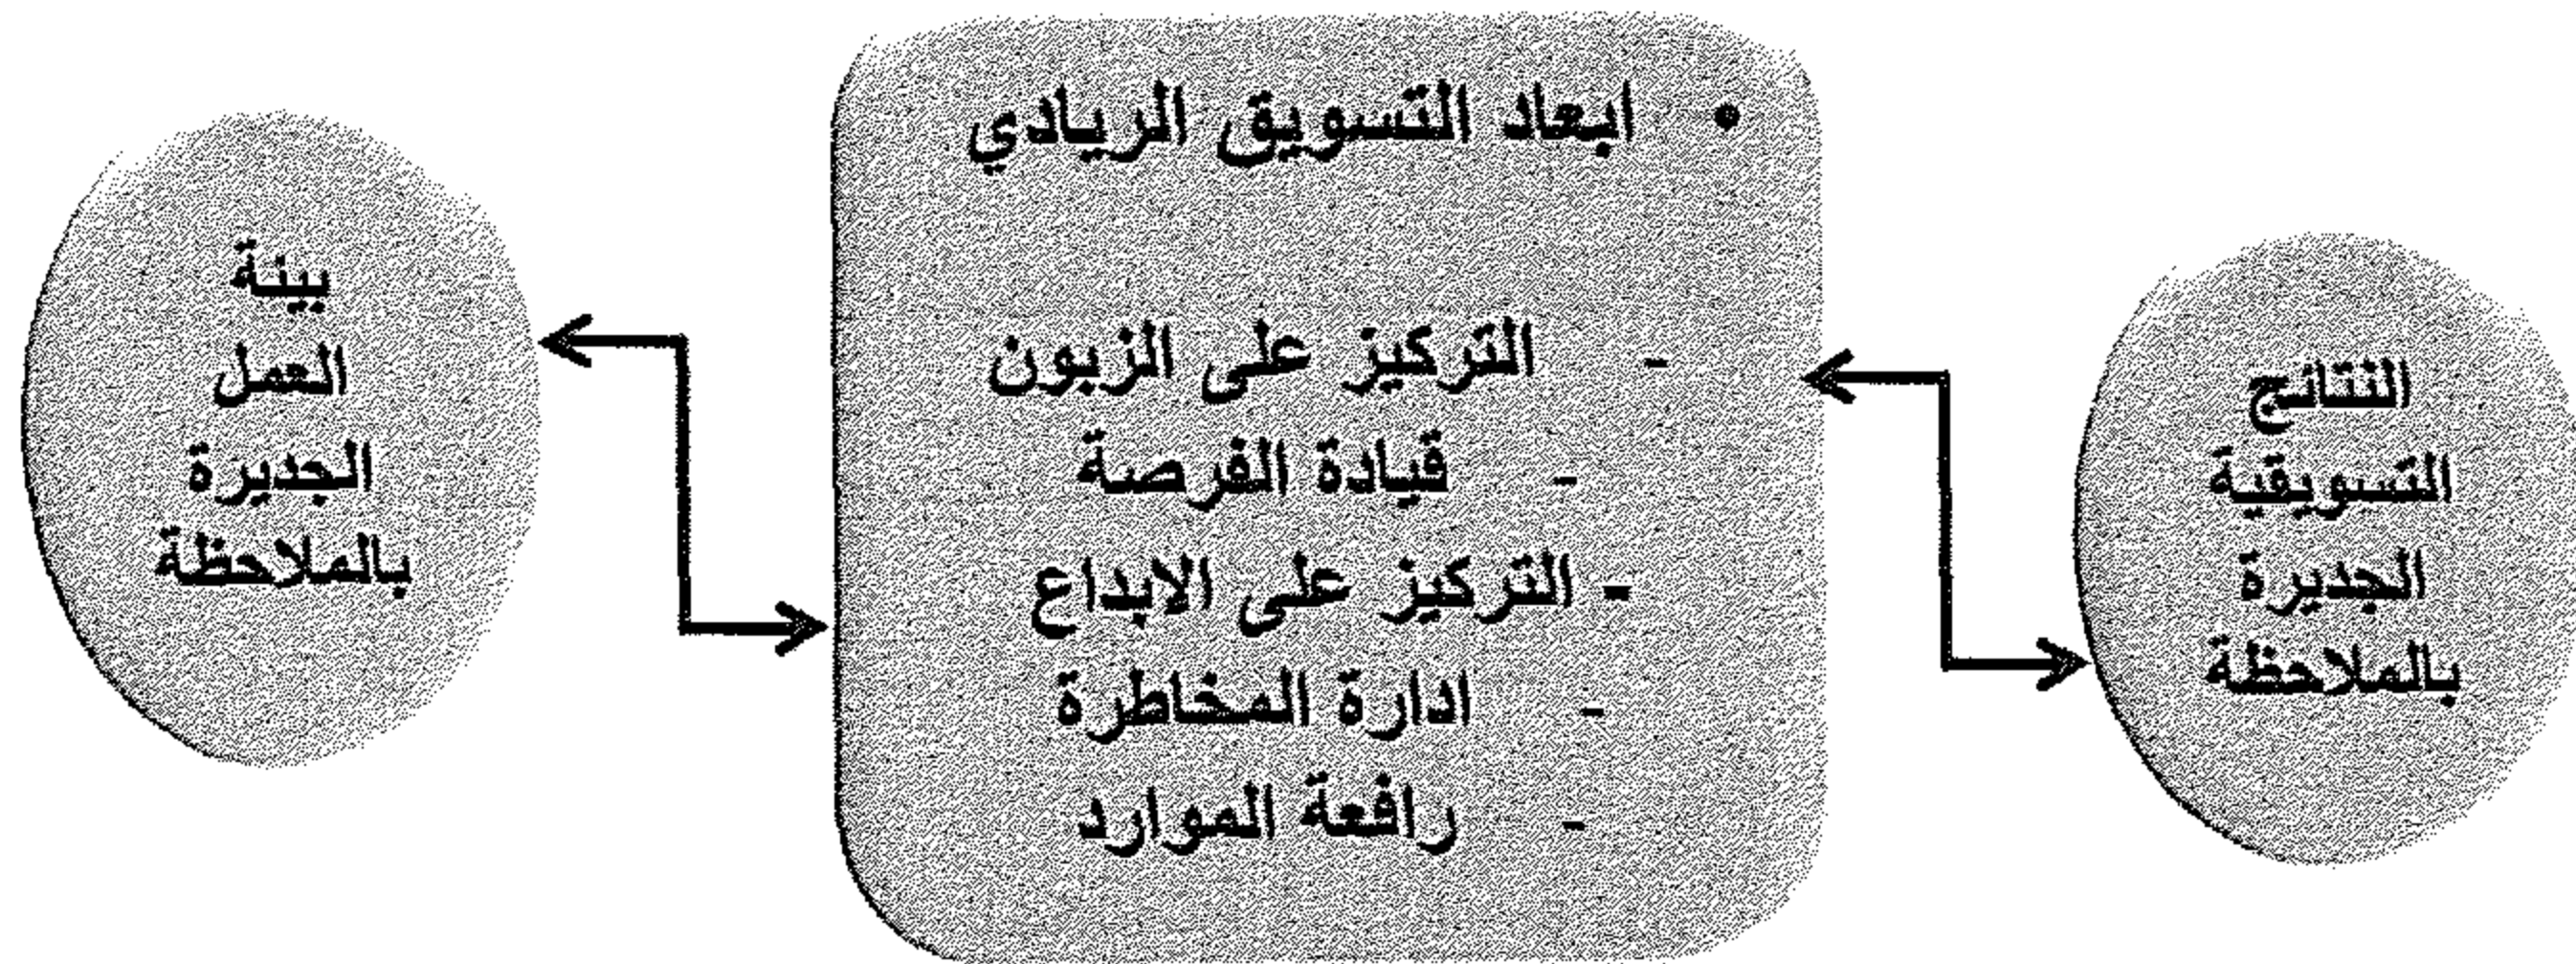 النتائج
التسويقية
الجديرة
بالملاحظة
• ابعاد التسويق الريادي
- التركيز على الزبون
- قيادة الفرصة
- التركيز على الابداع
- ادارة المخاطرة
- رافعة الموارد
بيئة
العمل
الجديرة
بالملاحظة